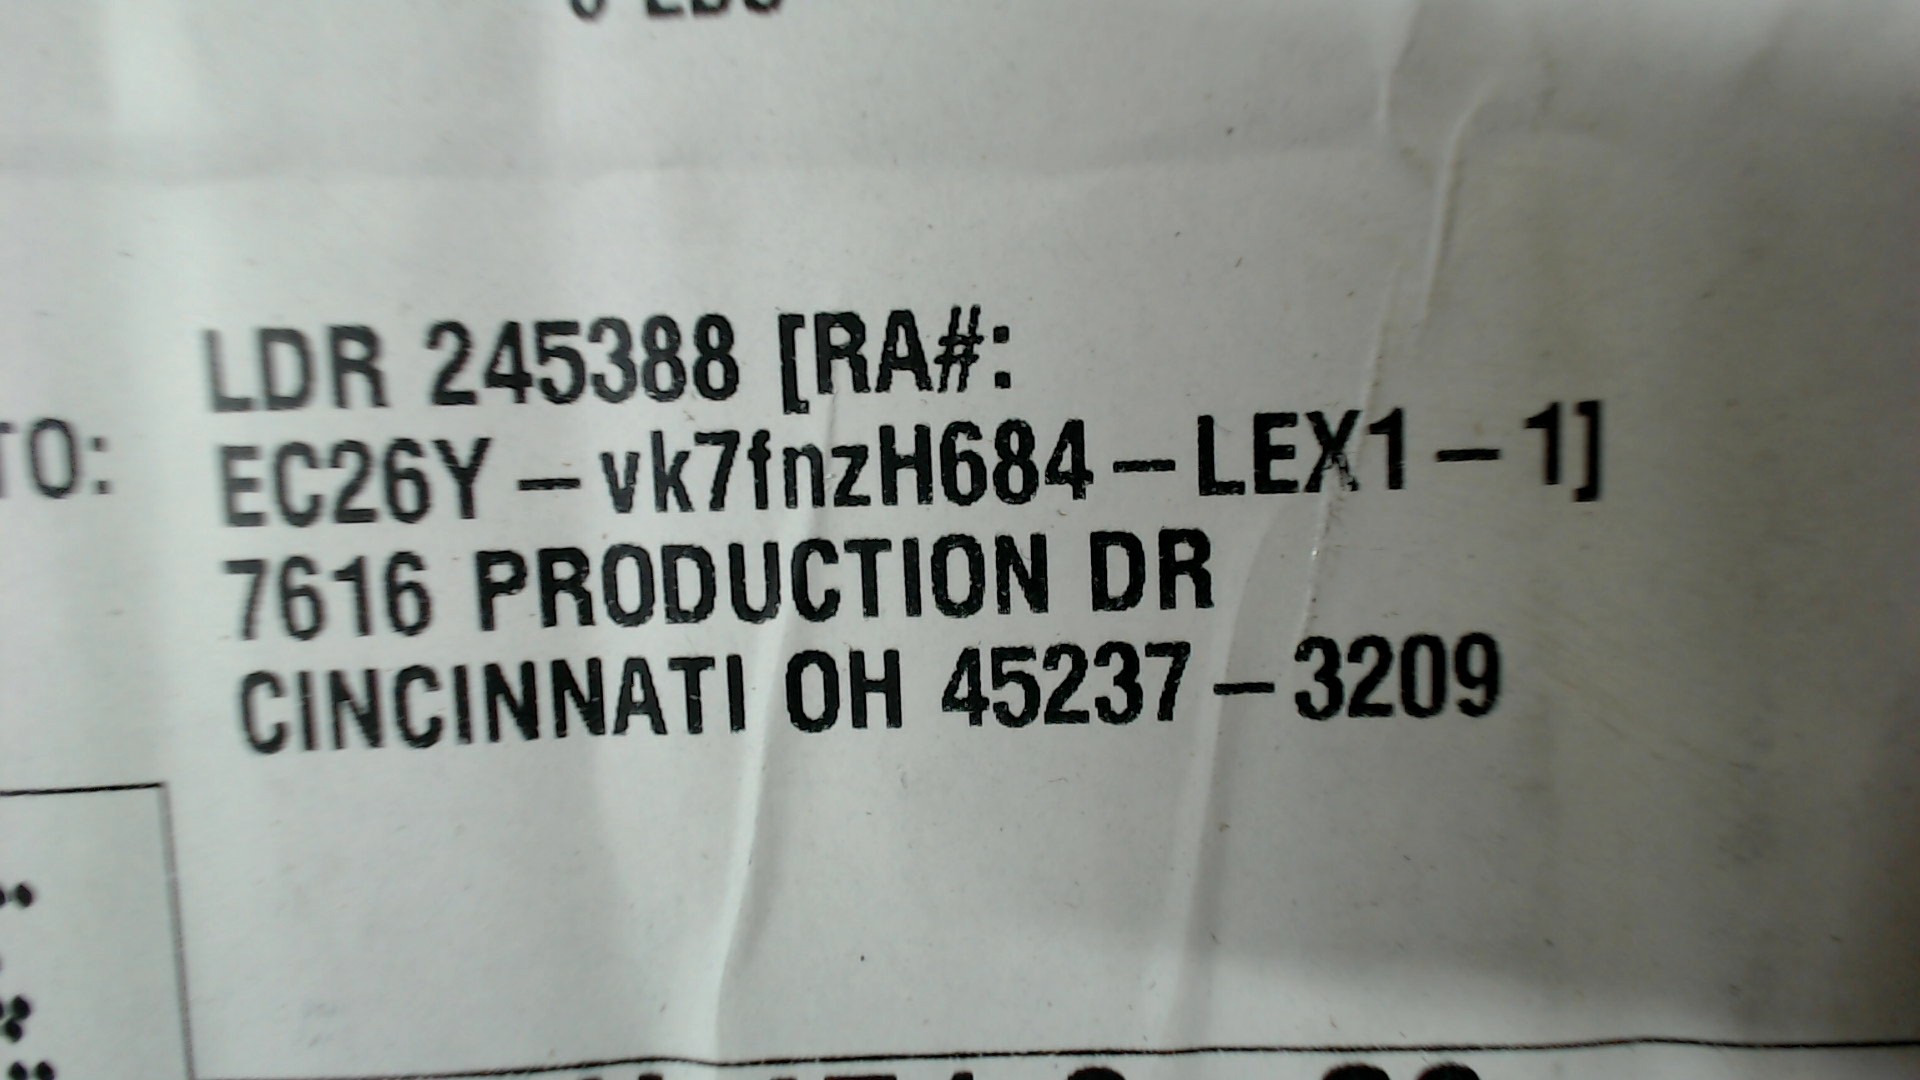 LDR 245388 [RA#:
TO: EC26Y-vk7fnzH684-LEX1-1]
7616 PRODUCTION DR
CINCINNATI OH 45237-3209